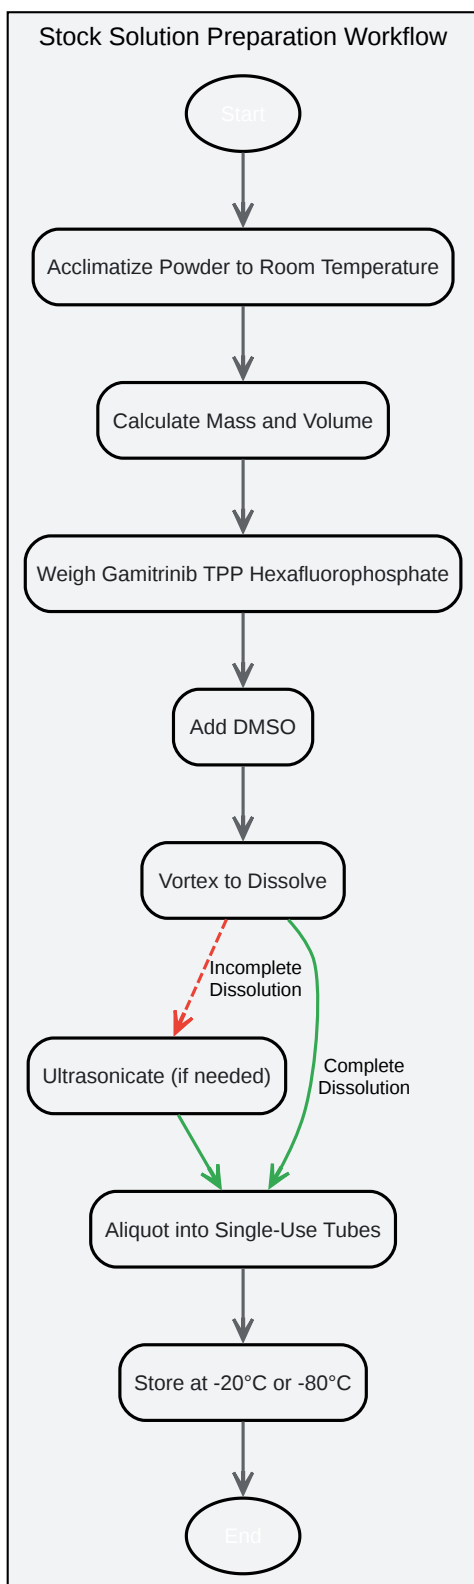 Stock Solution Preparation Workflow
Start
Acclimatize Powder to Room Temperature
Calculate Mass and Volume
Weigh Gamitrinib TPP Hexafluorophosphate
Add DMSO
Vortex to Dissolve
Incomplete
Dissolution
Ultrasonicate (if needed)
Complete
Dissolution
Aliquot into Single-Use Tubes
Store at -20°C or -80°C
End